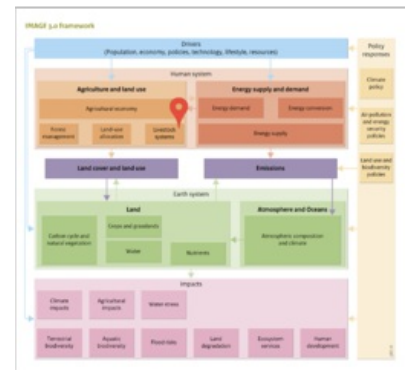 IMAGE 3.0 framework
Drivers
(Population, economy, policies, technology, lifestyle, resources)
Policy
responses
Human system
Agriculture and land use
Energy supply and demand
Climate
policy
Agricultural economy
Energy demand
Energy conversion
Air pollution
and energy
security
policies
Forest
management
Land-use
allocation
Livestock
systems
Energy supply
Land cover and land use
Emissions
Land use and
biodiversity
policies
Earth system
Land
Atmosphere and Oceans
Carbon cycle and
natural vegetation
Crops and grasslands
Water
Nutrients
Atmospheric composition
and climate
Impacts
Climate
impacts
Agricultural
impacts
Water stress
Terrestrial
biodiversity
Aquatic
biodiversity
Flood risks
Land
degradation
Ecosystem
services
Human
development